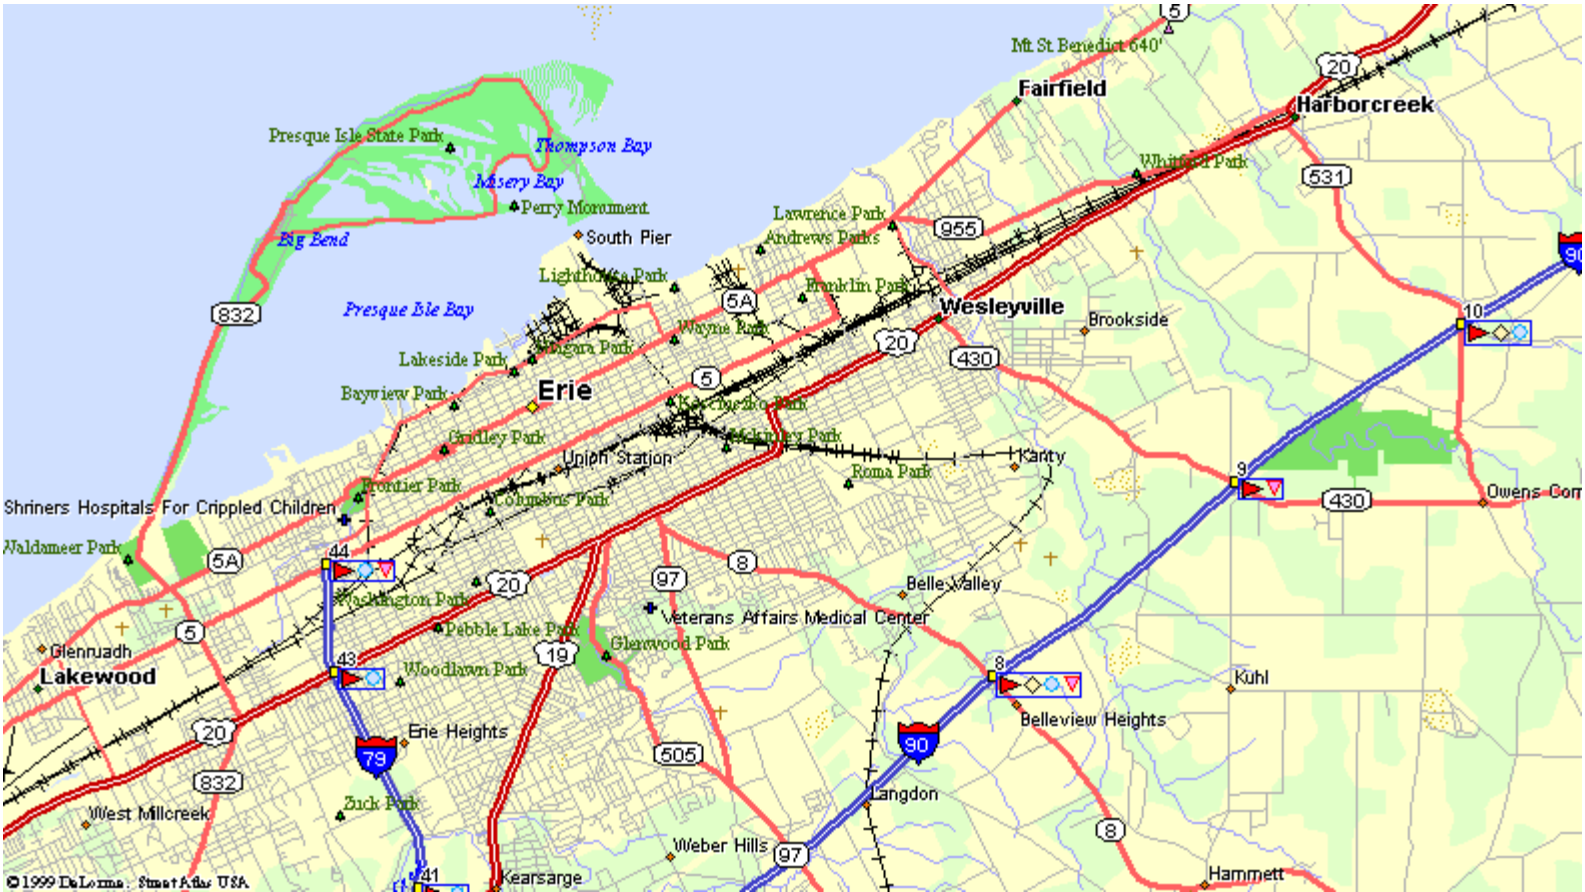 5
Mt St Benedict 640'
20
Fairfield
Harborcreek
Presque Isle State Park
Thompson Bay
Whitford Park
531
Misery Bay
Perry Monument
Lawrence Park
955
South Pier
Big Bend
Andrews Parks
90
Lighthouse Park
Franklin Park
5A
832
Presque Isle Bay
Wesleyville
10
Brookside
Wayne Park
20
Niagara Park
Lakeside Park
430
5
Erie
Bayview Park
Kosciuszko Park
Gridley Park
McKinley Park
Union Station
Kanty
Roma Park
9
Frontier Park
Columbus Park
430
Owens Corn
Shriners Hospitals For Crippled Children
Waldameer Park
44
5A
8
97
20
Belle Valley
Washington Park
Veterans Affairs Medical Center
5
Pebble Lake Park
Glenwood Park
Glenruadh
43
19
8
Lakewood
Woodlawn Park
Kuhl
Belleview Heights
20
Erie Heights
90
79
505
832
Langdon
Zuck Park
West Millcreek
8
Weber Hills
97
41
Kearsarge
Hammett
©1999 DeLorme. Street Atlas USA